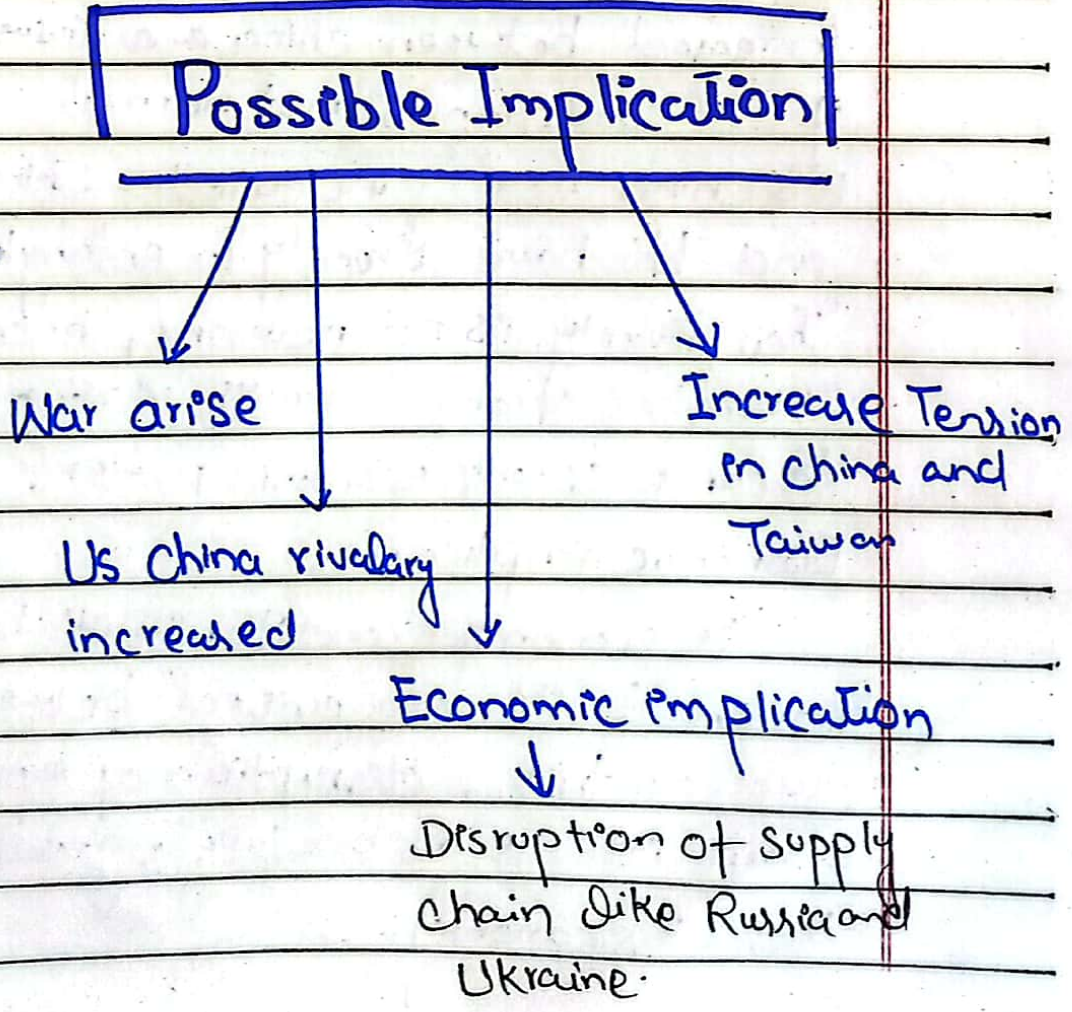 Possible Implication
War arise
Us China rivalary
increased
Economic implication
Disruption of supply
chain like Russia and
Ukraine.
Increase Tension
in China and
Taiwan